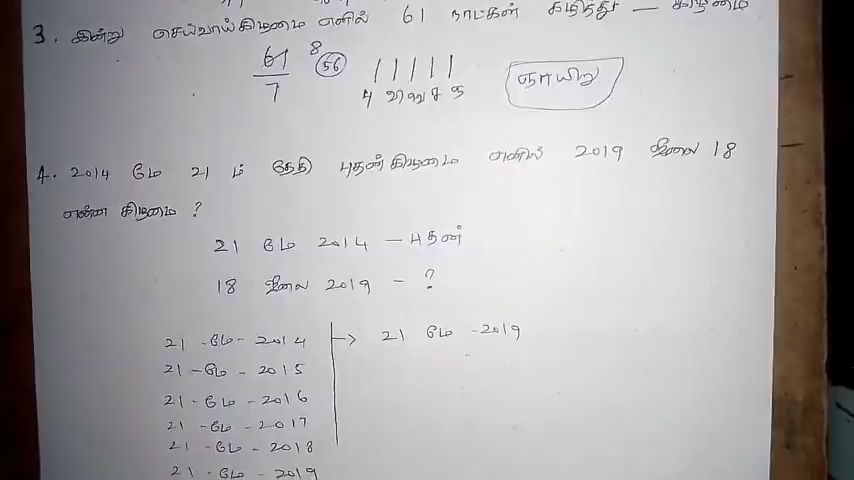 3. இன்று செய்வாய்கிழமை எனில் 61 நாட்கள் கழித்து — கிழமை
61 8 56
7
பு வி வெ ச ஞ
ஞாயிறு
4. 2014 மே 21 ம் தேதி புதன்கிழமை எனில் 2019 ஜீலை 18
என்ன கிழமை ?
21 மே 2014 — புதன்
18 ஜீலை 2019 - ?
21 - மே - 2014 → 21 மே - 2019
21 - மே - 2015
21 - மே - 2016
21 - மே - 2017
21 - மே - 2018
21 - மே - 2019